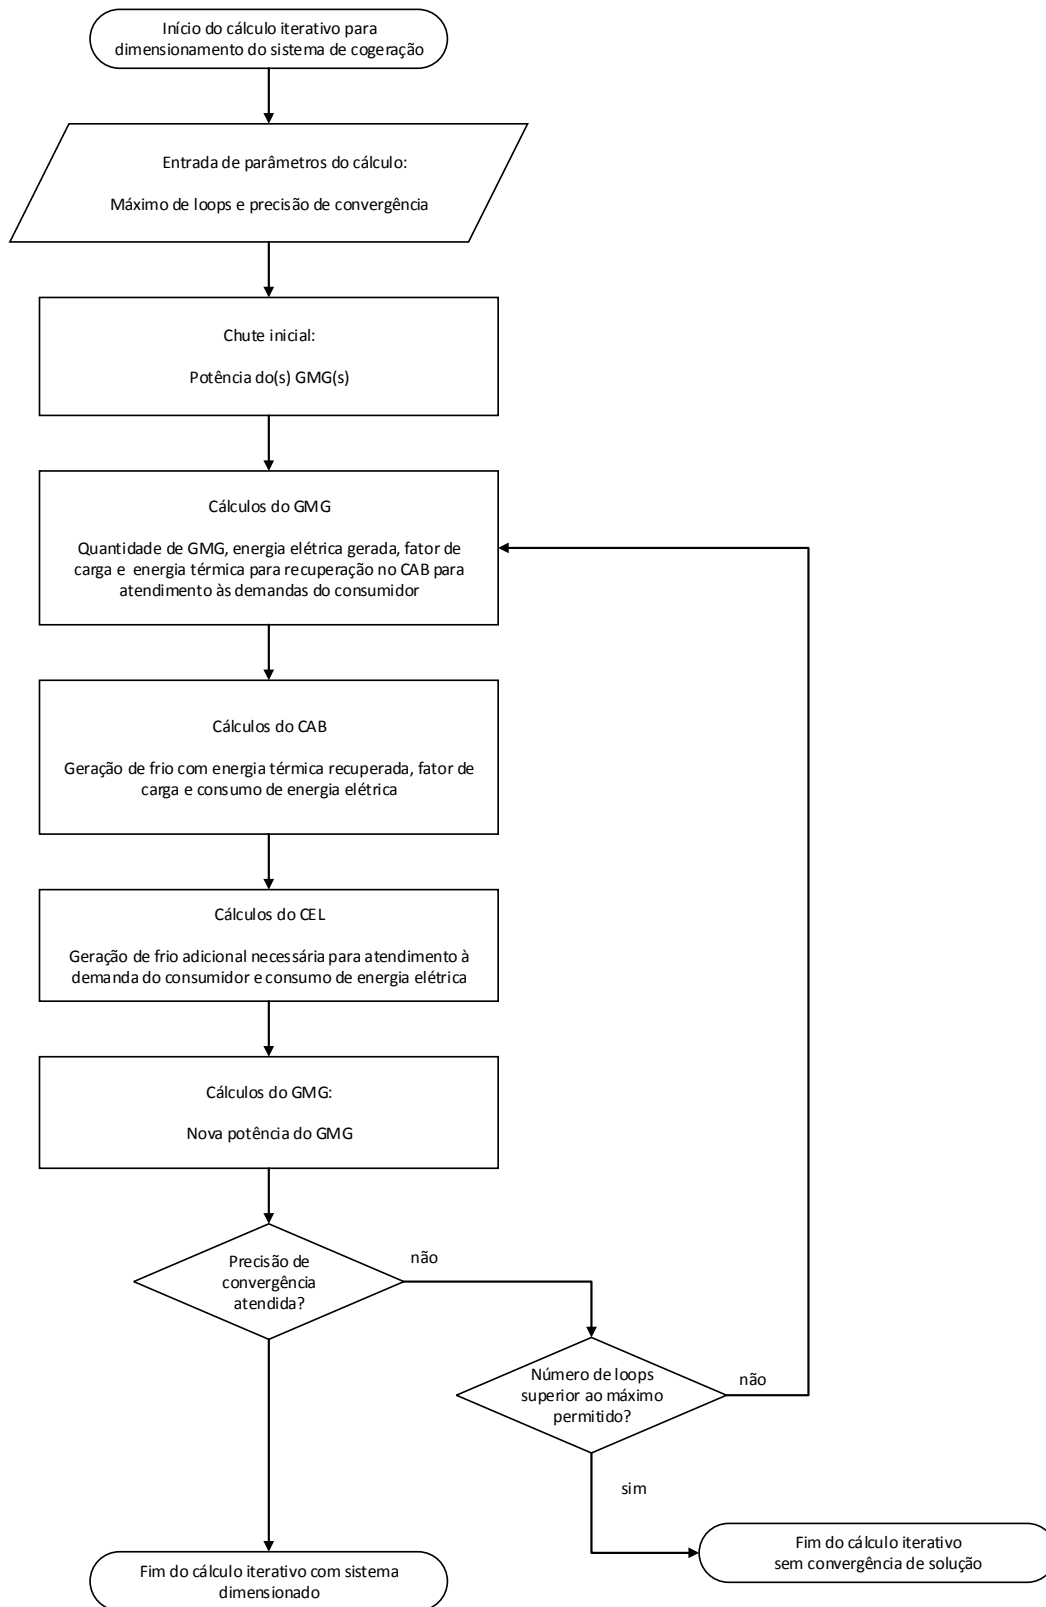 Início do cálculo iterativo para
dimensionamento do sistema de cogeração
Entrada de parâmetros do cálculo:
Máximo de loops e precisão de convergência
Chute inicial:
Potência do(s) GMG(s)
Cálculos do GMG
Quantidade de GMG, energia elétrica gerada, fator de
carga e energia térmica para recuperação no CAB para
atendimento às demandas do consumidor
Cálculos do CAB
Geração de frio com energia térmica recuperada, fator de
carga e consumo de energia elétrica
Cálculos do CEL
Geração de frio adicional necessária para atendimento à
demanda do consumidor e consumo de energia elétrica
Cálculos do GMG:
Nova potência do GMG
Precisão de
convergência
atendida?
não
Número de loops
superior ao máximo
permitido?
não
sim
Fim do cálculo iterativo
sem convergência de solução
Fim do cálculo iterativo com sistema
dimensionado